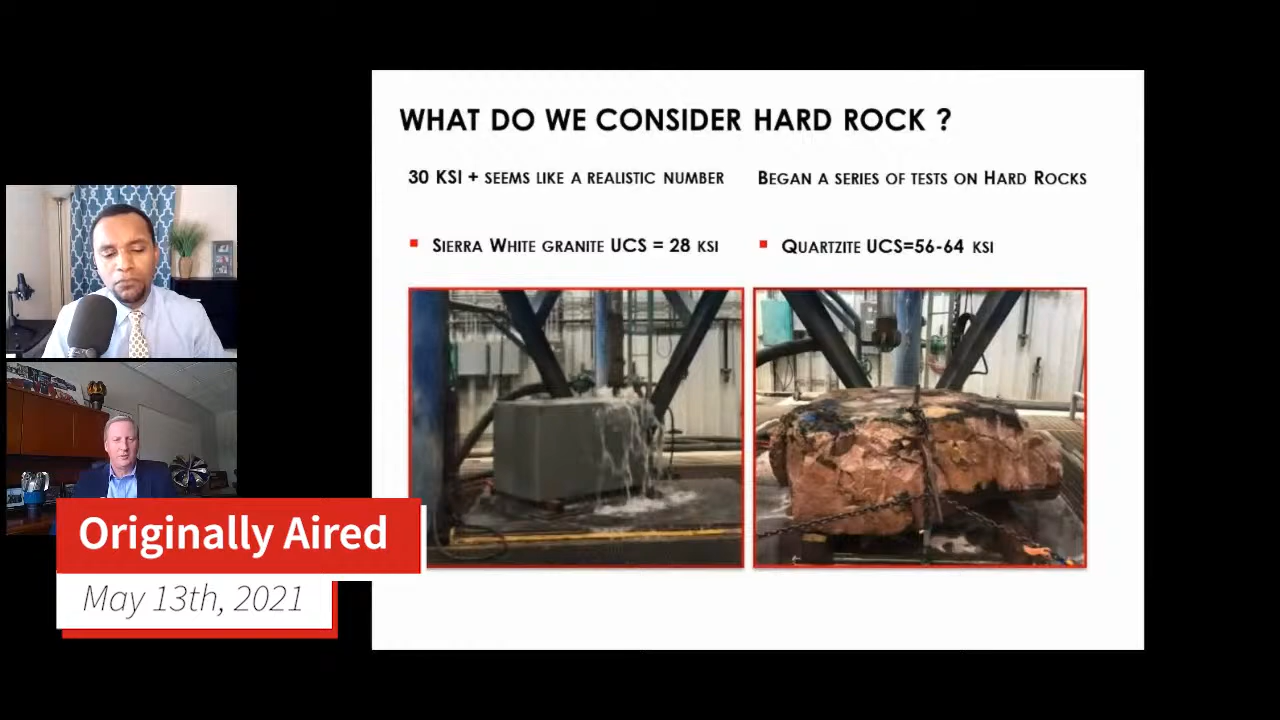 WHAT DO WE CONSIDER HARD ROCK ?
30 KSI + SEEMS LIKE A REALISTIC NUMBER
BEGAN A SERIES OF TESTS ON HARD ROCKS
SIERRA WHITE GRANITE UCS = 28 KSI
QUARTZITE UCS=56-64 KSI
Originally Aired
May 13th, 2021